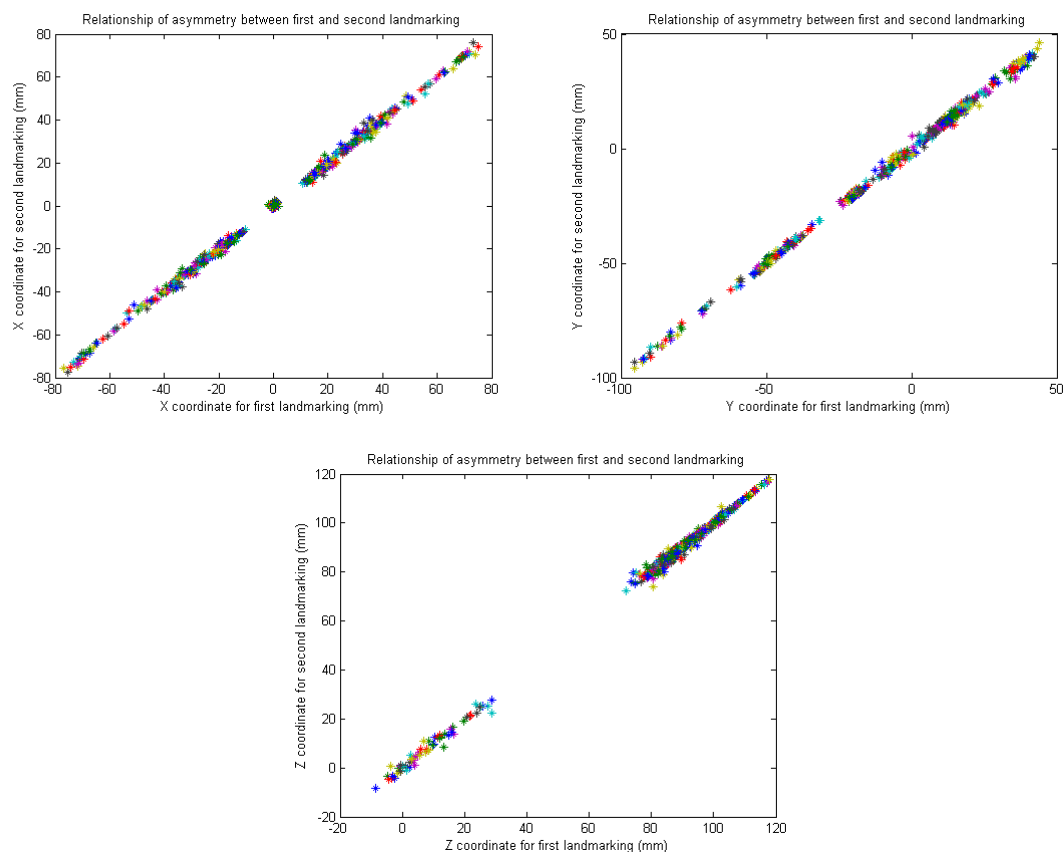 Relationship of asymmetry between first and second landmarking
80
60
40
20
0
-20
-40
-60
-80
X coordinate for second landmarking (mm)
-80 -60 -40 -20 0 20 40 60 80
X coordinate for first landmarking (mm)
Relationship of asymmetry between first and second landmarking
50
0
-50
-100
Y coordinate for second landmarking (mm)
-100 -50 0 50
Y coordinate for first landmarking (mm)
Relationship of asymmetry between first and second landmarking
120
100
80
60
40
20
0
-20
Z coordinate for second landmarking (mm)
-20 0 20 40 60 80 100 120
Z coordinate for first landmarking (mm)